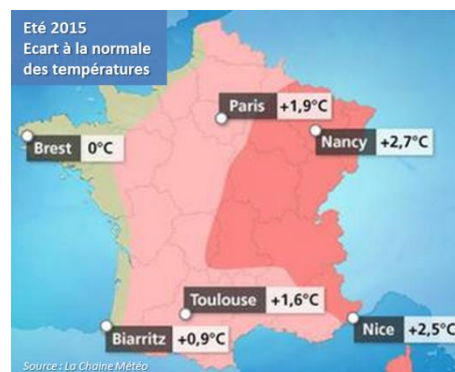 Eté 2015
Ecart à la normale
des températures
Paris +1,9°C
Brest 0°C
Nancy +2,7°C
Toulouse +1,6°C
Biarritz +0,9°C
Nice +2,5°C
Source : La Chaine Météo